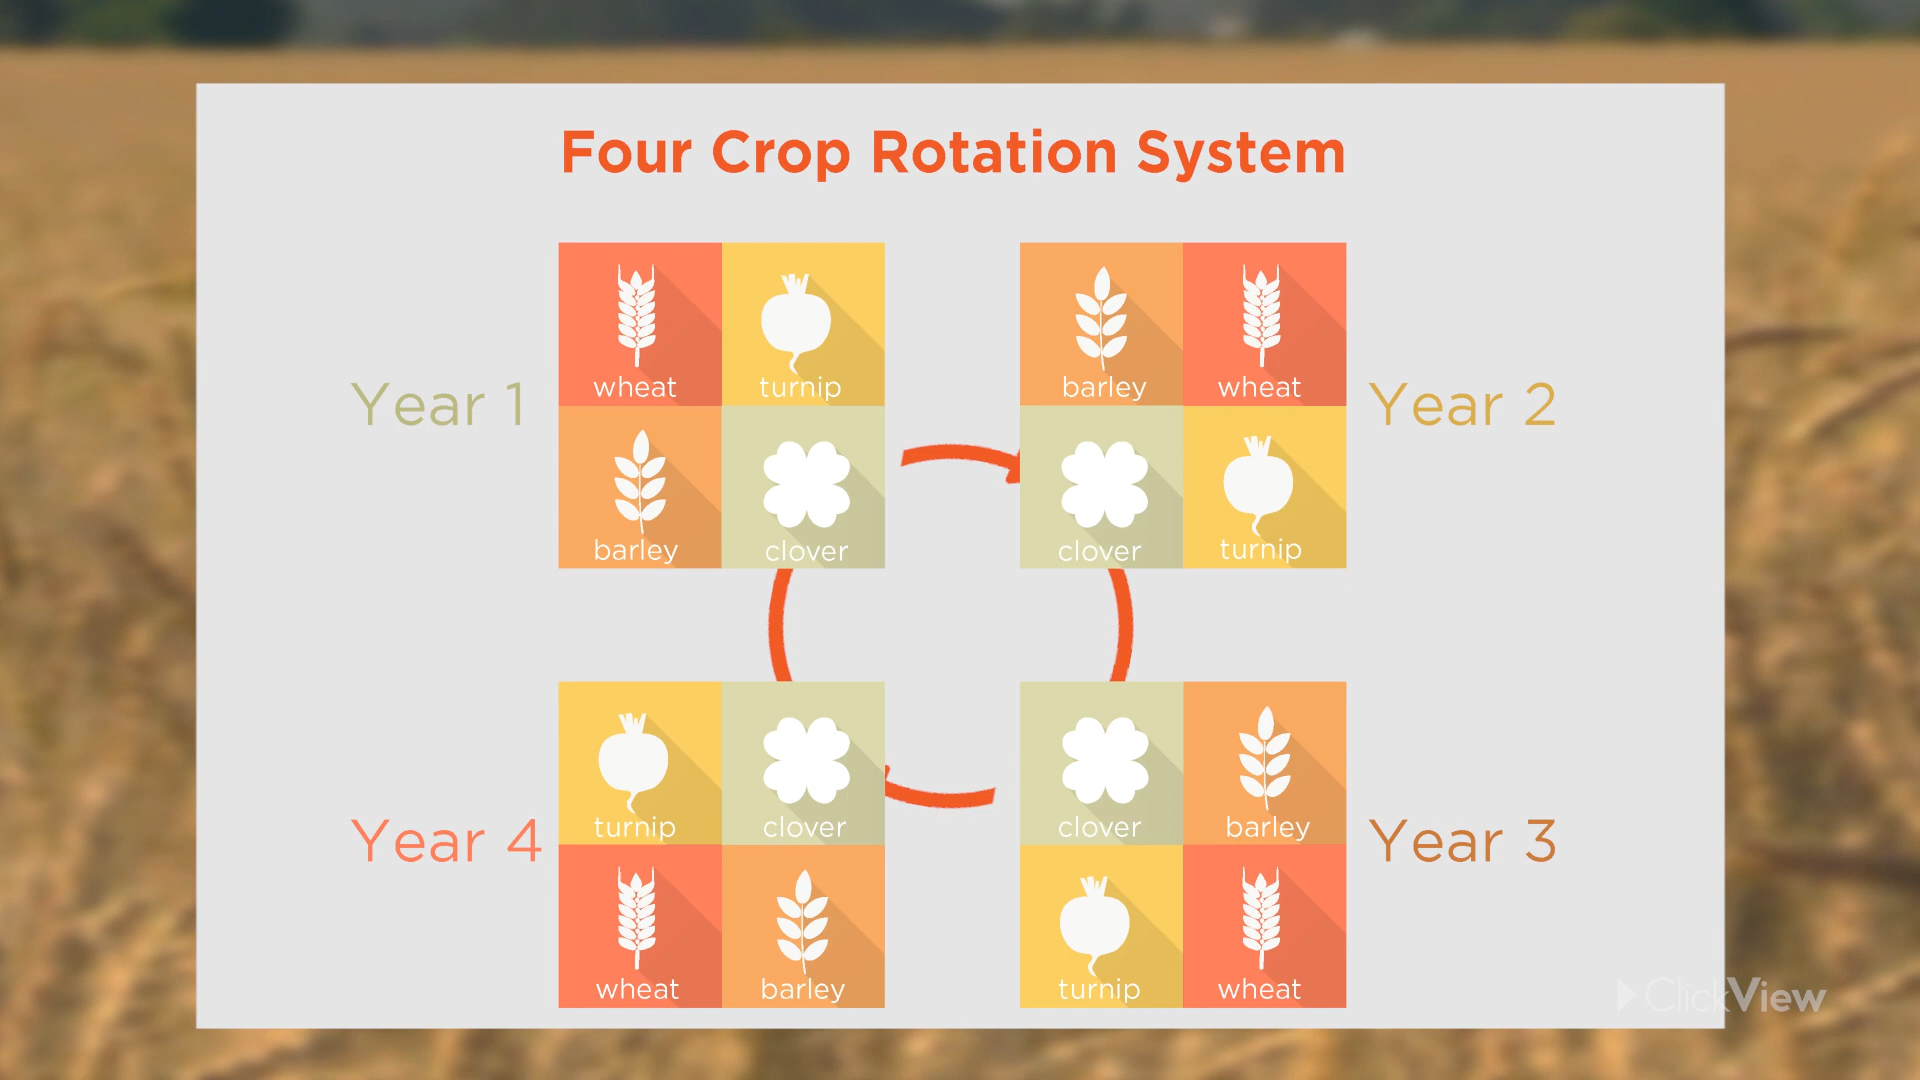 Four Crop Rotation System
Year 1
wheat turnip
barley clover
barley wheat
clover turnip
Year 2
turnip clover
wheat barley
Year 4
clover barley
turnip wheat
Year 3
ClickView